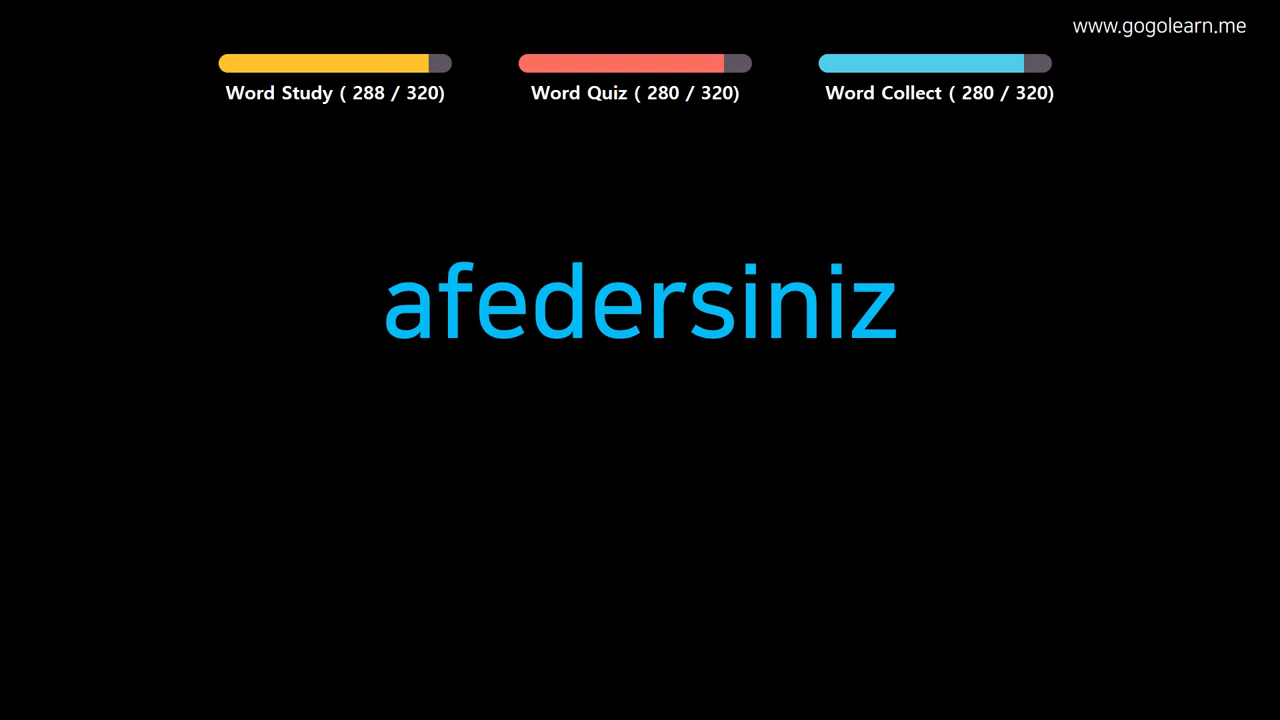 www.gogolearn.me
Word Study ( 288 / 320)
Word Quiz ( 280 / 320)
Word Collect ( 280 / 320)
afedersiniz